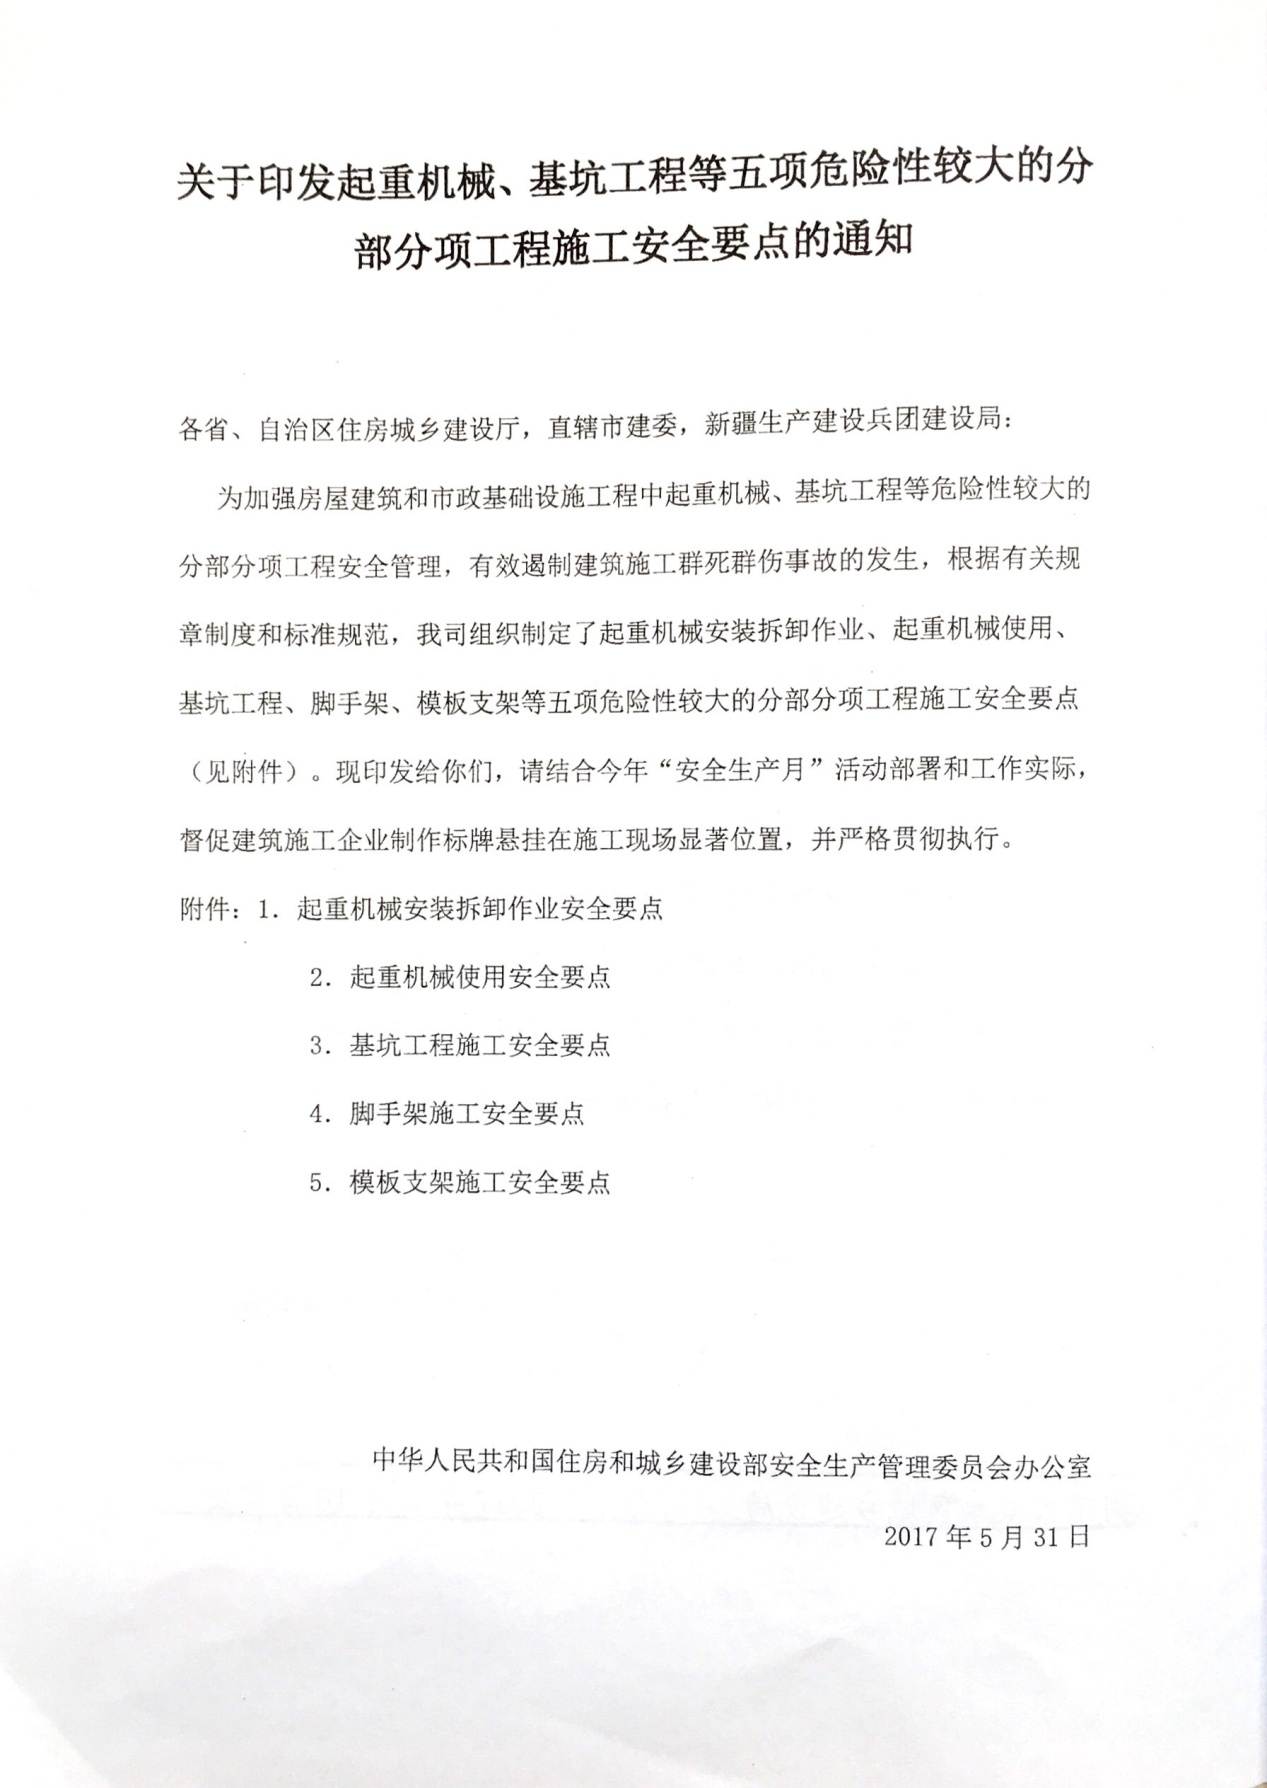 关于印发起重机械、基坑工程等五项危险性较大的分
部分项工程施工安全要点的通知
各省、自治区住房城乡建设厅，直辖市建委，新疆生产建设兵团建设局：
为加强房屋建筑和市政基础设施工程中起重机械、基坑工程等危险性较大的
分部分项工程安全管理，有效遏制建筑施工群死群伤事故的发生，根据有关规
章制度和标准规范，我司组织制定了起重机械安装拆卸作业、起重机械使用、
基坑工程、脚手架、模板支架等五项危险性较大的分部分项工程施工安全要点
（见附件）。现印发给你们，请结合今年“安全生产月”活动部署和工作实际，
督促建筑施工企业制作标牌悬挂在施工现场显著位置，并严格贯彻执行。
附件：1．起重机械安装拆卸作业安全要点
2．起重机械使用安全要点
3．基坑工程施工安全要点
4．脚手架施工安全要点
5．模板支架施工安全要点
中华人民共和国住房和城乡建设部安全生产管理委员会办公室
2017 年 5 月 31 日